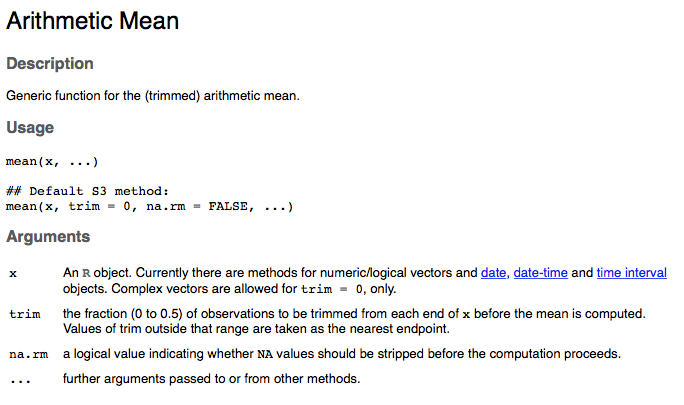 Arithmetic Mean
Description
Generic function for the (trimmed) arithmetic mean.
Usage
mean(x, ...)
## Default S3 method:
mean(x, trim = 0, na.rm = FALSE, ...)
Arguments
x An R object. Currently there are methods for numeric/logical vectors and date, date-time and time interval
objects. Complex vectors are allowed for trim = 0, only.
trim the fraction (0 to 0.5) of observations to be trimmed from each end of x before the mean is computed.
Values of trim outside that range are taken as the nearest endpoint.
na.rm a logical value indicating whether NA values should be stripped before the computation proceeds.
... further arguments passed to or from other methods.